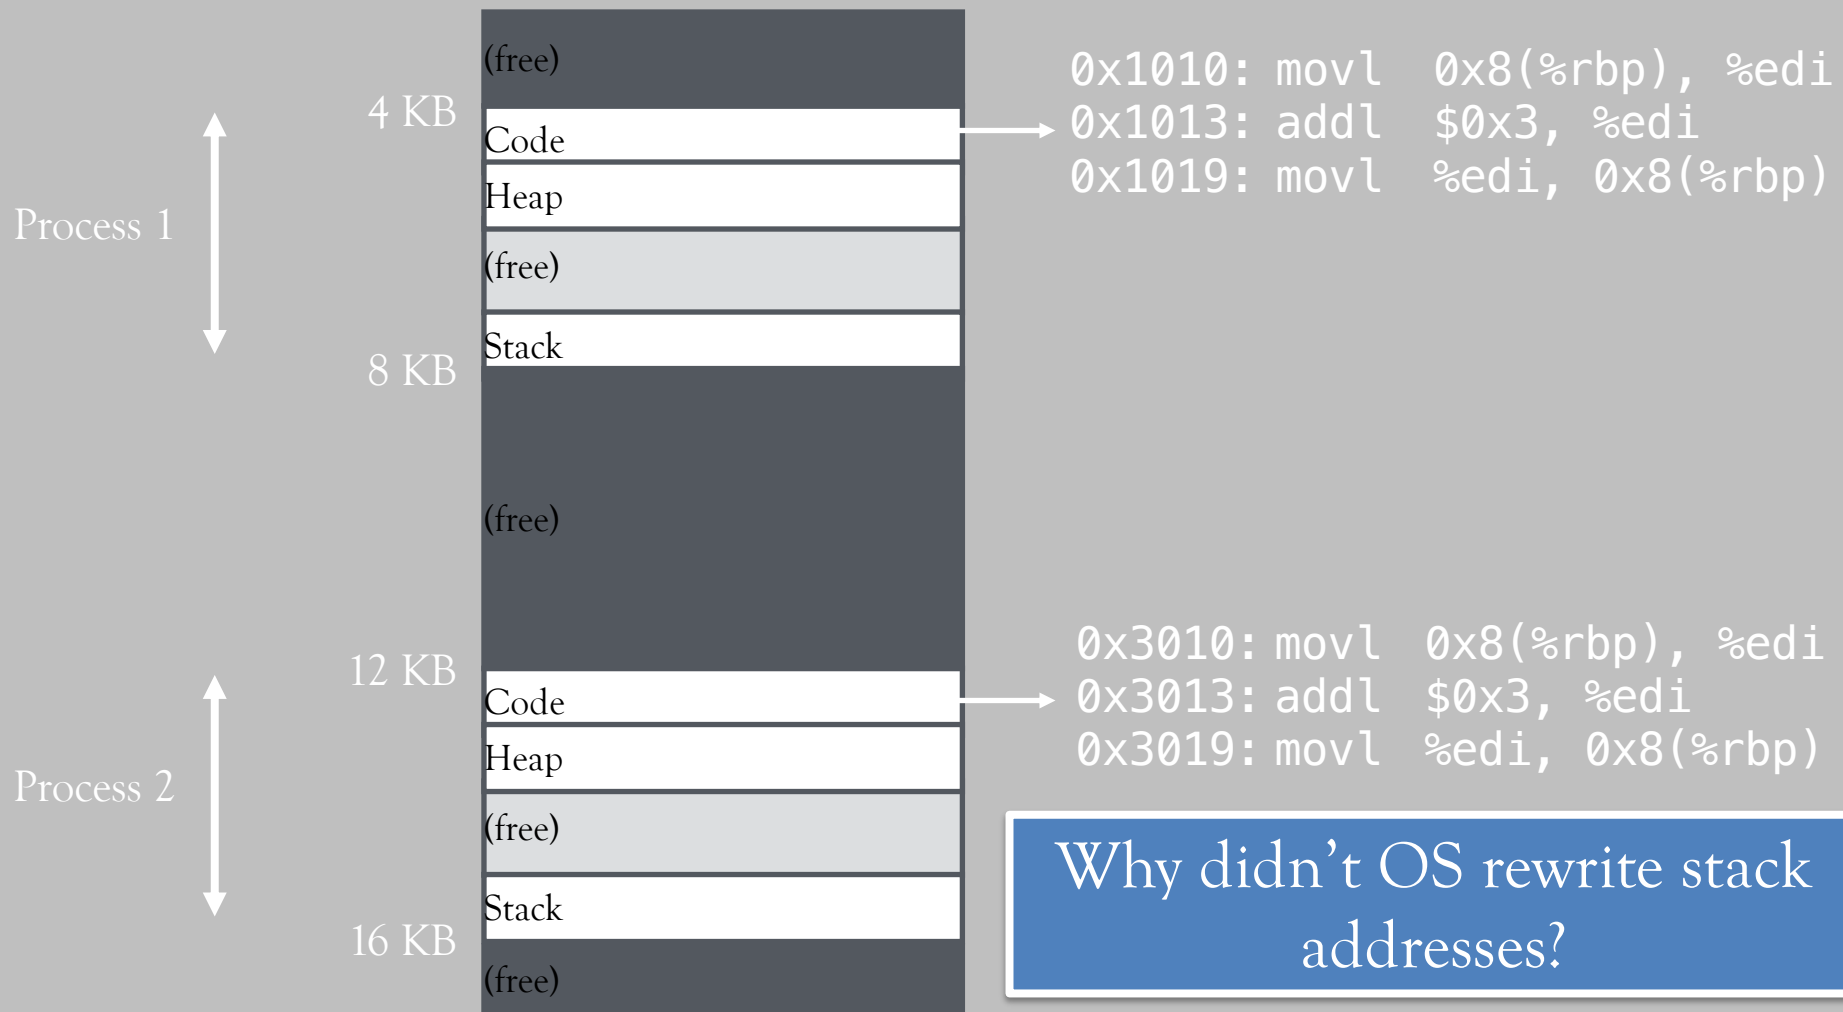 (free)
4 KB
Code
Heap
Process 1
(free)
Stack
8 KB
0x1010: movl 0x8(%rbp), %edi
0x1013: addl $0x3, %edi
0x1019: movl %edi, 0x8(%rbp)
(free)
12 KB
Code
Heap
Process 2
(free)
Stack
16 KB
(free)
0x3010: movl 0x8(%rbp), %edi
0x3013: addl $0x3, %edi
0x3019: movl %edi, 0x8(%rbp)
Why didn’t OS rewrite stack
addresses?